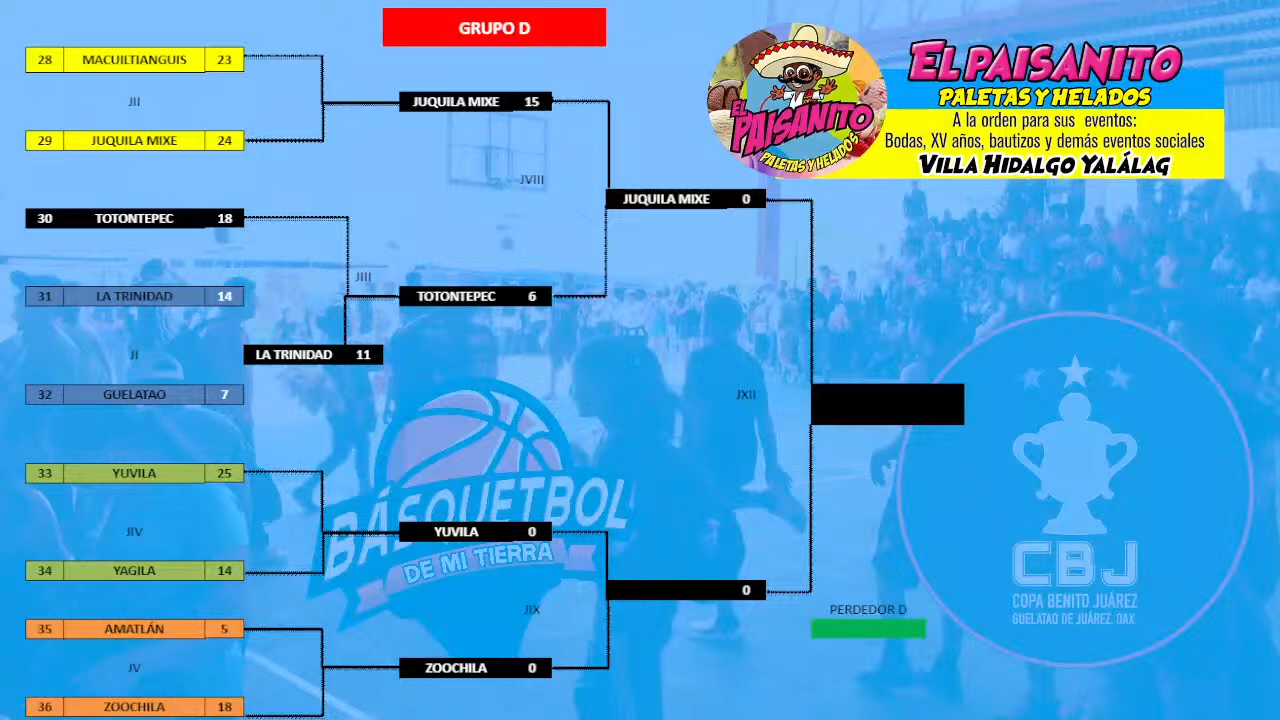 GRUPO D
28 MACUILTIANGUIS 23
JII
29 JUQUILA MIXE 24
JUQUILA MIXE 15
JVIII
30 TOTONTEPEC 18
JIII
31 LA TRINIDAD 14
TOTONTEPEC 6
JI
LA TRINIDAD 11
32 GUELATAO 7
JUQUILA MIXE 0
JXII
33 YUVILA 25
JIV
34 YAGILA 14
YUVILA 0
JIX
35 AMATLÁN 5
JV
ZOOCHILA 0
36 ZOOCHILA 18
0
PERDEDOR D
EL PAISANITO
PALETAS Y HELADOS
EL PAISANITO
PALETAS Y HELADOS
A la orden para sus eventos:
Bodas, XV años, bautizos y demás eventos sociales
VILLA HIDALGO YALÁLAG
BÁSQUETBOL
DE MI TIERRA
CBJ
COPA BENITO JUÁREZ
GUELATAO DE JUÁREZ. OAX.